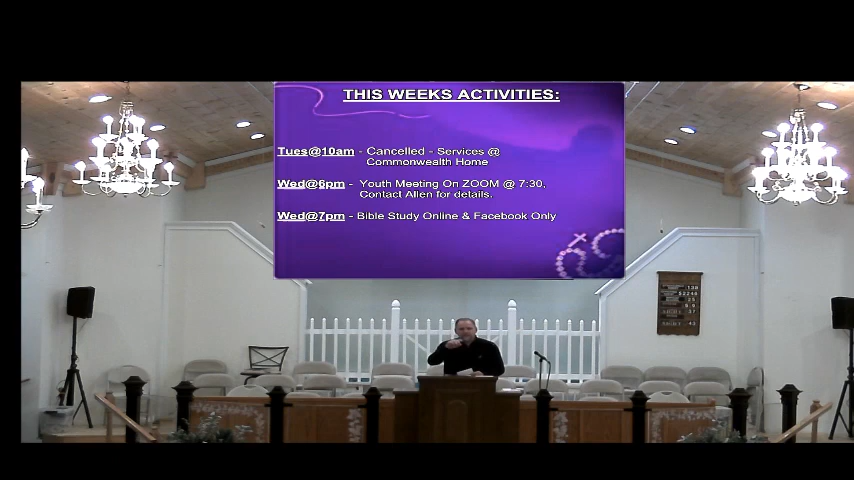 THIS WEEKS ACTIVITIES:
Tues@10am - Cancelled - Services @
Commonwealth Home
Wed@6pm - Youth Meeting On ZOOM @ 7:30,
Contact Allen for details.
Wed@7pm - Bible Study Online & Facebook Only